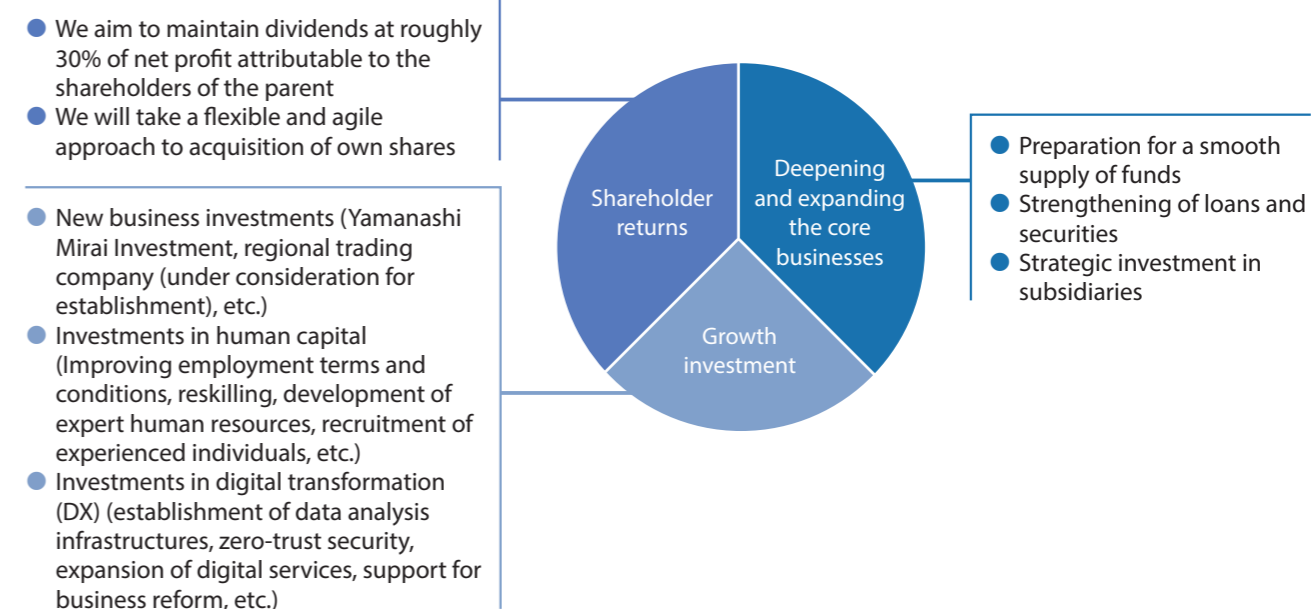 ● We aim to maintain dividends at roughly
30% of net profit attributable to the
shareholders of the parent
● We will take a flexible and agile
approach to acquisition of own shares
● New business investments (Yamanashi
Mirai Investment, regional trading
company (under consideration for
establishment), etc.)
● Investments in human capital
(Improving employment terms and
conditions, reskilling, development of
expert human resources, recruitment of
experienced individuals, etc.)
● Investments in digital transformation
(DX) (establishment of data analysis
infrastructures, zero-trust security,
expansion of digital services, support for
business reform, etc.)
Shareholder
returns
Deepening
and expanding
the core
businesses
Growth
investment
● Preparation for a smooth
supply of funds
● Strengthening of loans and
securities
● Strategic investment in
subsidiaries